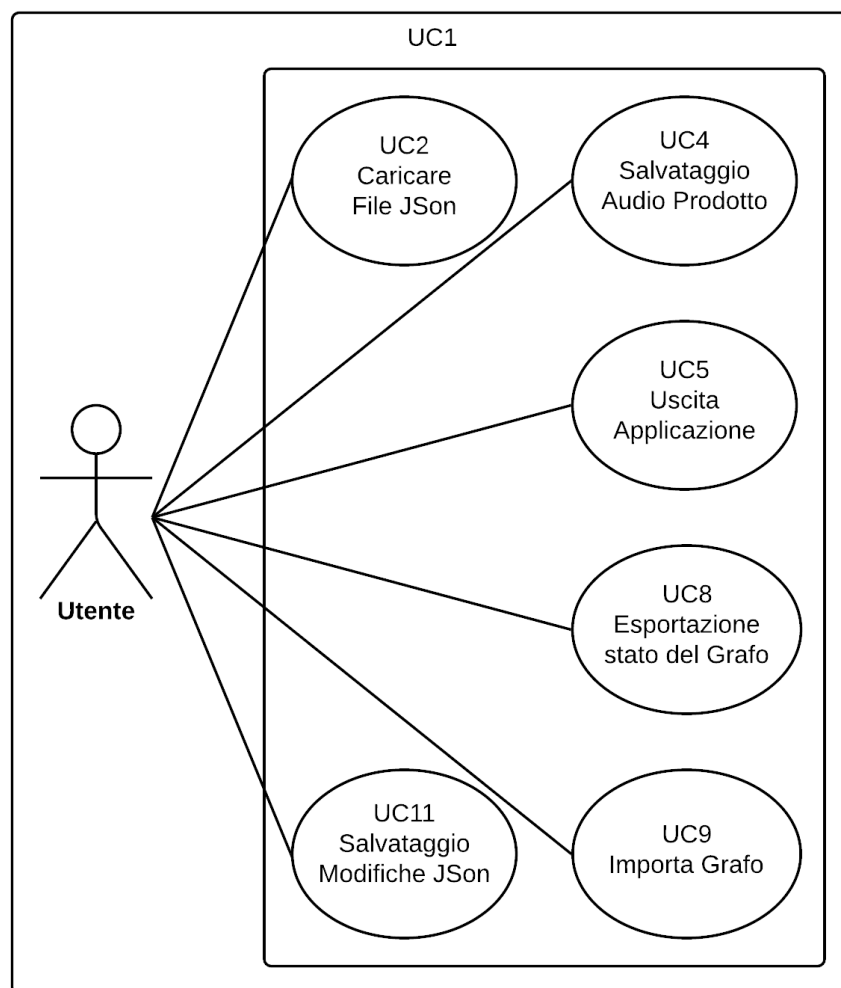 UC1
UC2
Caricare
File JSon
UC4
Salvataggio
Audio Prodotto
UC5
Uscita
Applicazione
Utente
UC8
Esportazione
stato del Grafo
UC11
Salvataggio
Modifiche JSon
UC9
Importa Grafo